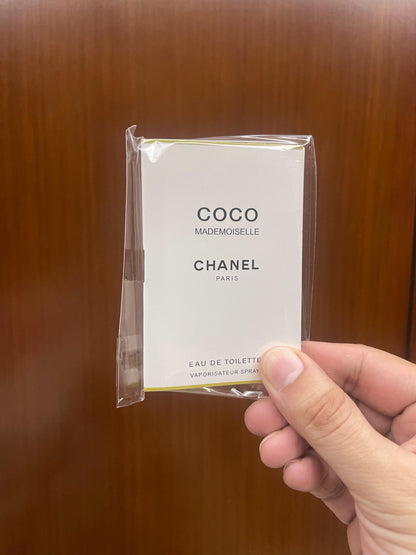 COCO
MADEMOISELLE
CHANEL
PARIS
EAU DE TOILETTE
VAPORISATEUR SPRAY